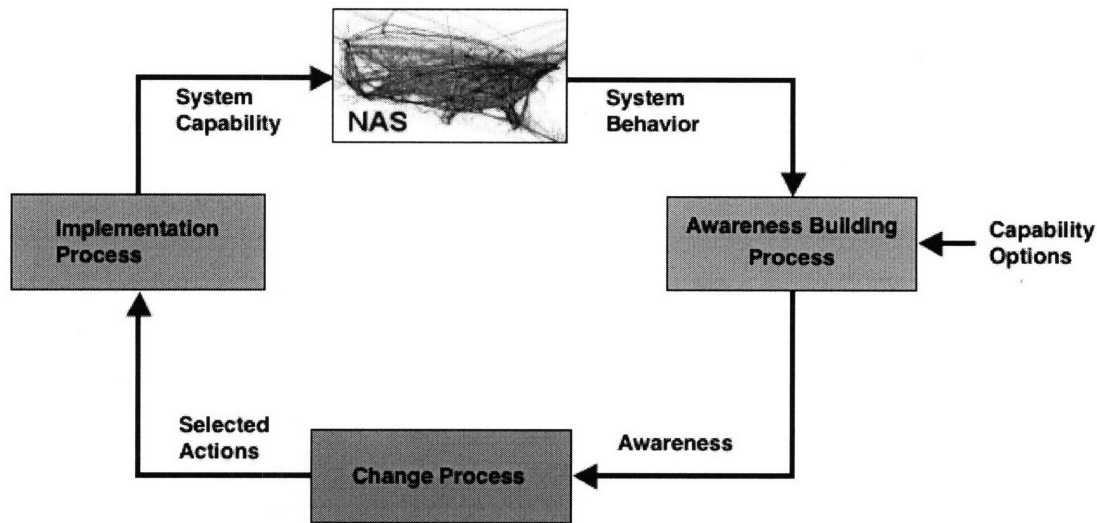 System
Capability
NAS
System
Behavior
Implementation
Process
Awareness Building
Process
Capability
Options
Selected
Actions
Change Process
Awareness